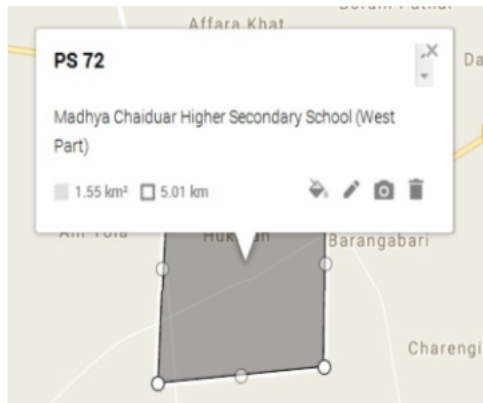 Affara Khat
PS 72
Madhya Chaiduar Higher Secondary School (West
Part)
1.55 km² 5.01 km
Barangabari
Charengi